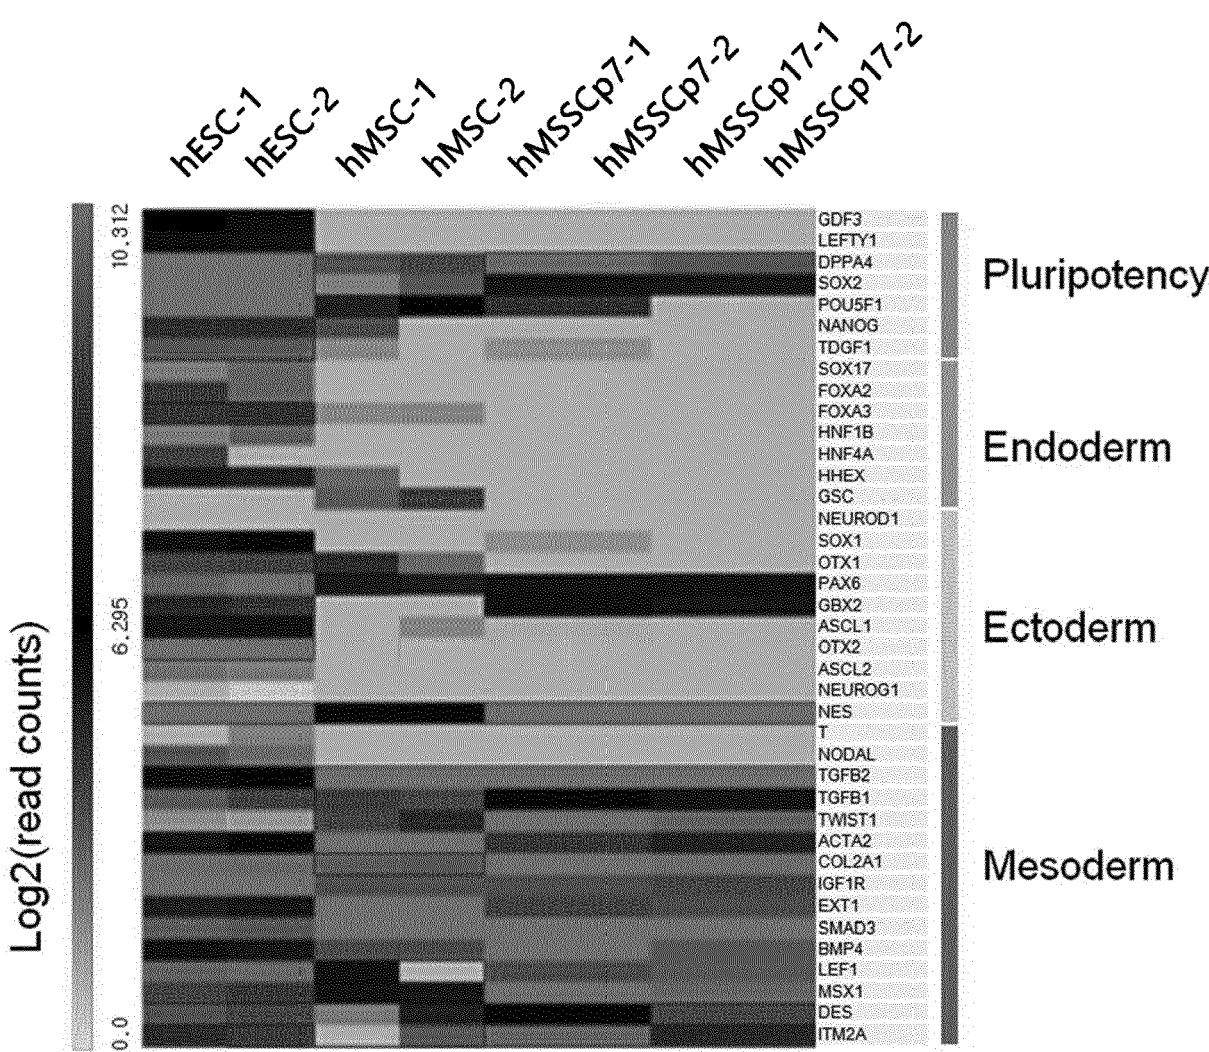 hESC-1
hESC-2
hMSC-1
hMSC-2
hMSSCp7-1
hMSSCp7-2
hMSSCp17-1
hMSSCp17-2
Log2(read counts)
10.312
6.295
0.0
GDF3
LEFTY1
DPPA4
SOX2
POU5F1
NANOG
TDGF1
SOX17
FOXA2
FOXA3
HNF1B
HNF4A
HHEX
GSC
NEUROD1
SOX1
OTX1
PAX6
GBX2
ASCL1
OTX2
ASCL2
NEUROG1
NES
T
NODAL
TGFB2
TGFB1
TWIST1
ACTA2
COL2A1
IGF1R
EXT1
SMAD3
BMP4
LEF1
MSX1
DES
ITM2A
Pluripotency
Endoderm
Ectoderm
Mesoderm